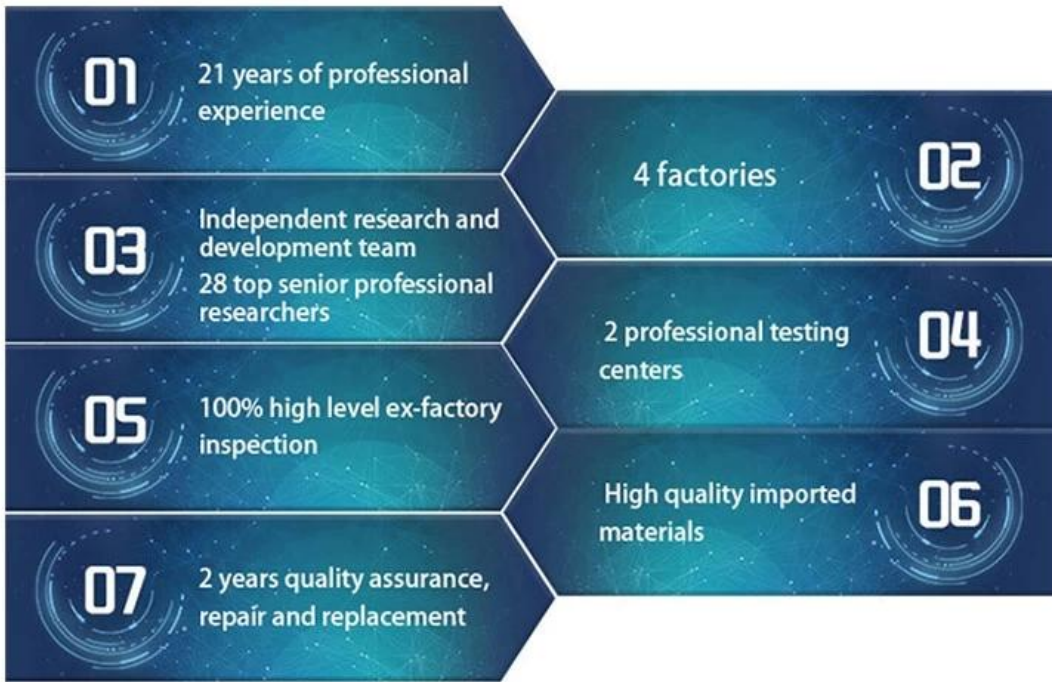 01
21 years of professional
experience
02
4 factories
03
Independent research and
development team
28 top senior professional
researchers
04
2 professional testing
centers
05
100% high level ex-factory
inspection
06
High quality imported
materials
07
2 years quality assurance,
repair and replacement